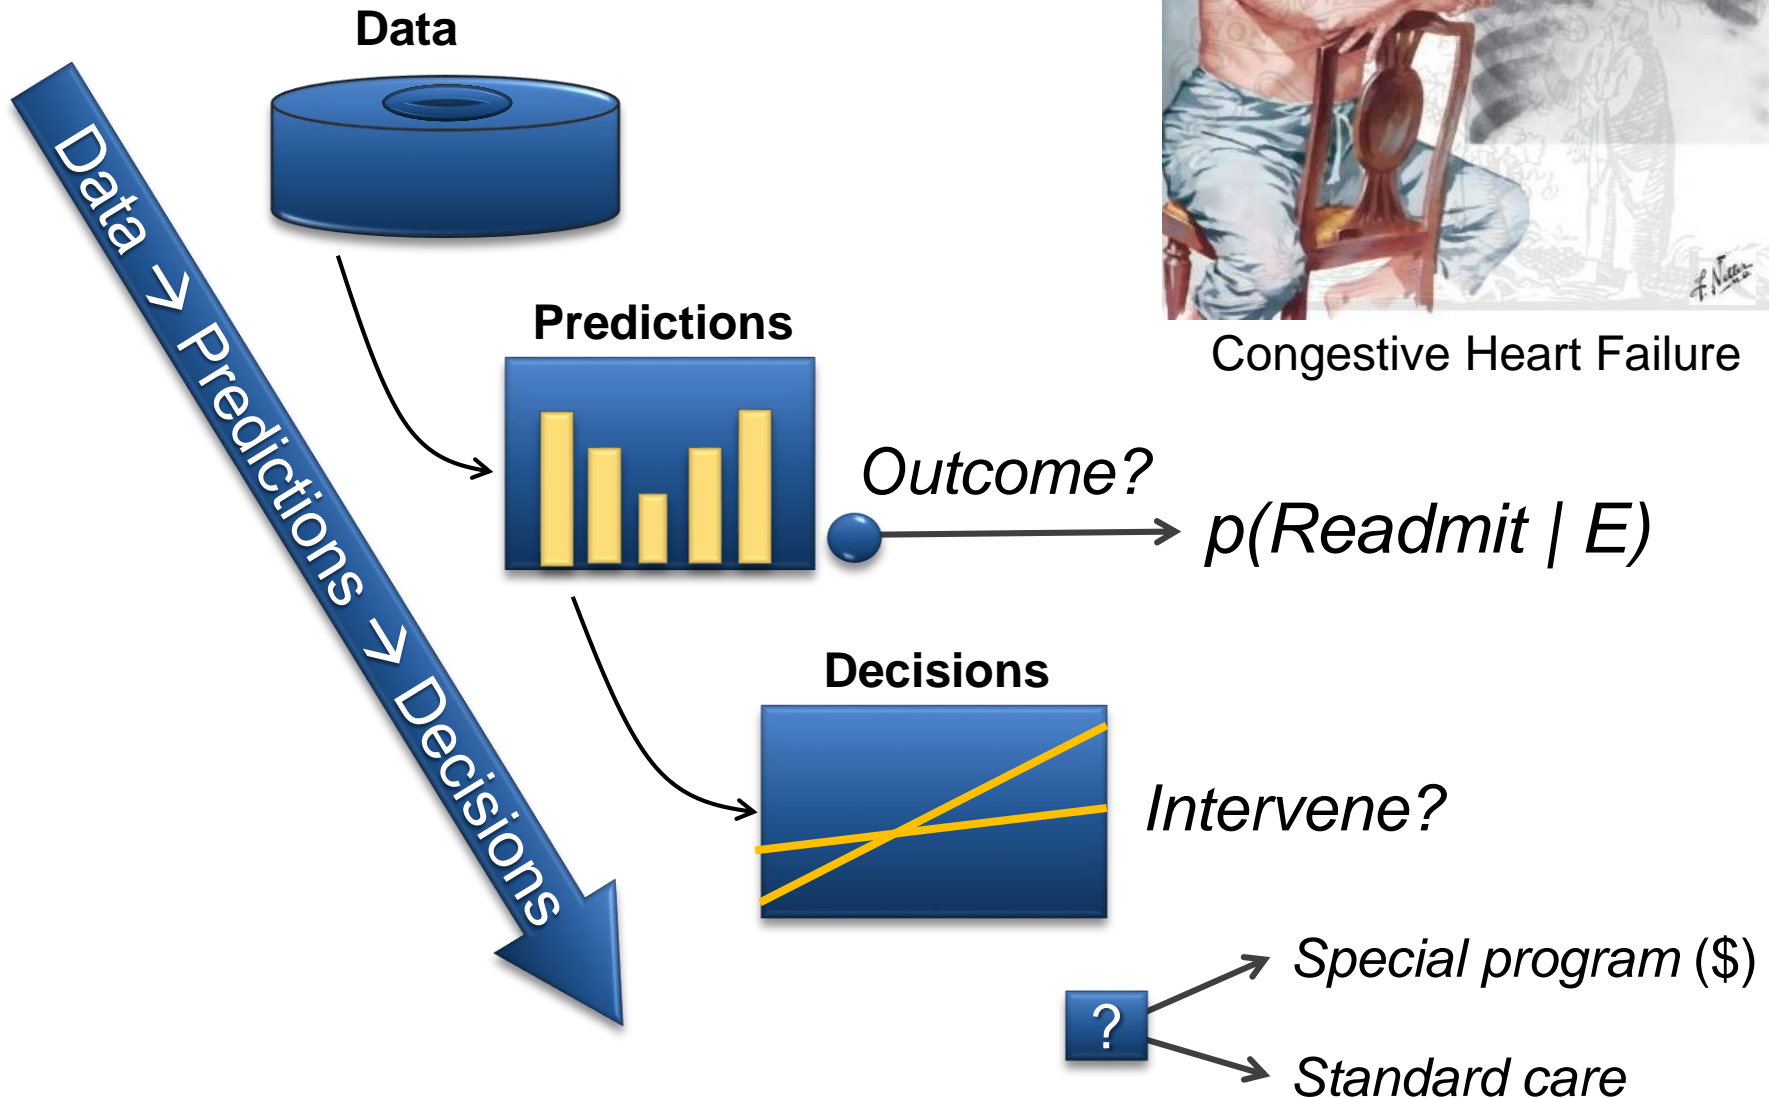 Data
Data → Predictions → Decisions
Predictions
Congestive Heart Failure
Outcome?
p(Readmit | E)
Decisions
Intervene?
Special program ($)
?
Standard care